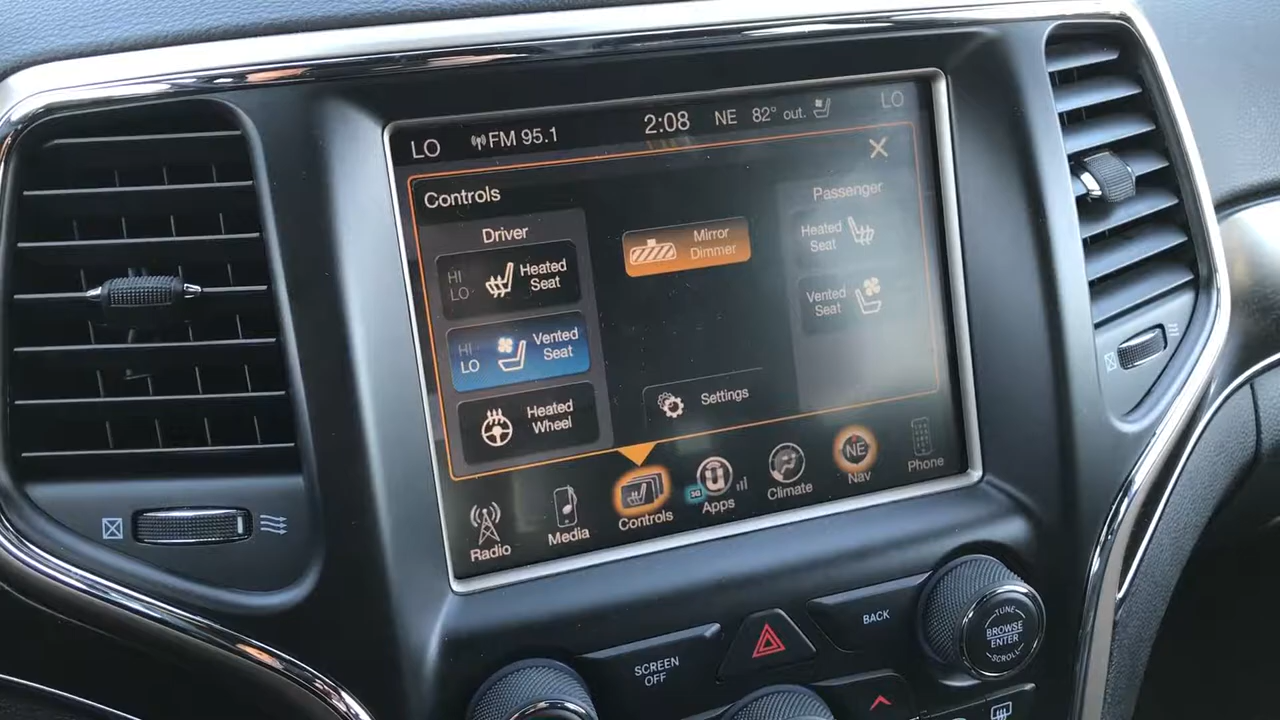 LO FM 95.1 2:08 NE 82° out. LO
Controls
Driver
HI
LO
Heated
Seat
HI
LO
Vented
Seat
Heated
Wheel
Mirror
Dimmer
Settings
Passenger
Heated
Seat
Vented
Seat
Radio
Media
Controls
3G
Apps
Climate
NE
Nav
Phone
SCREEN
OFF
BACK
TUNE
BROWSE
ENTER
SCROLL